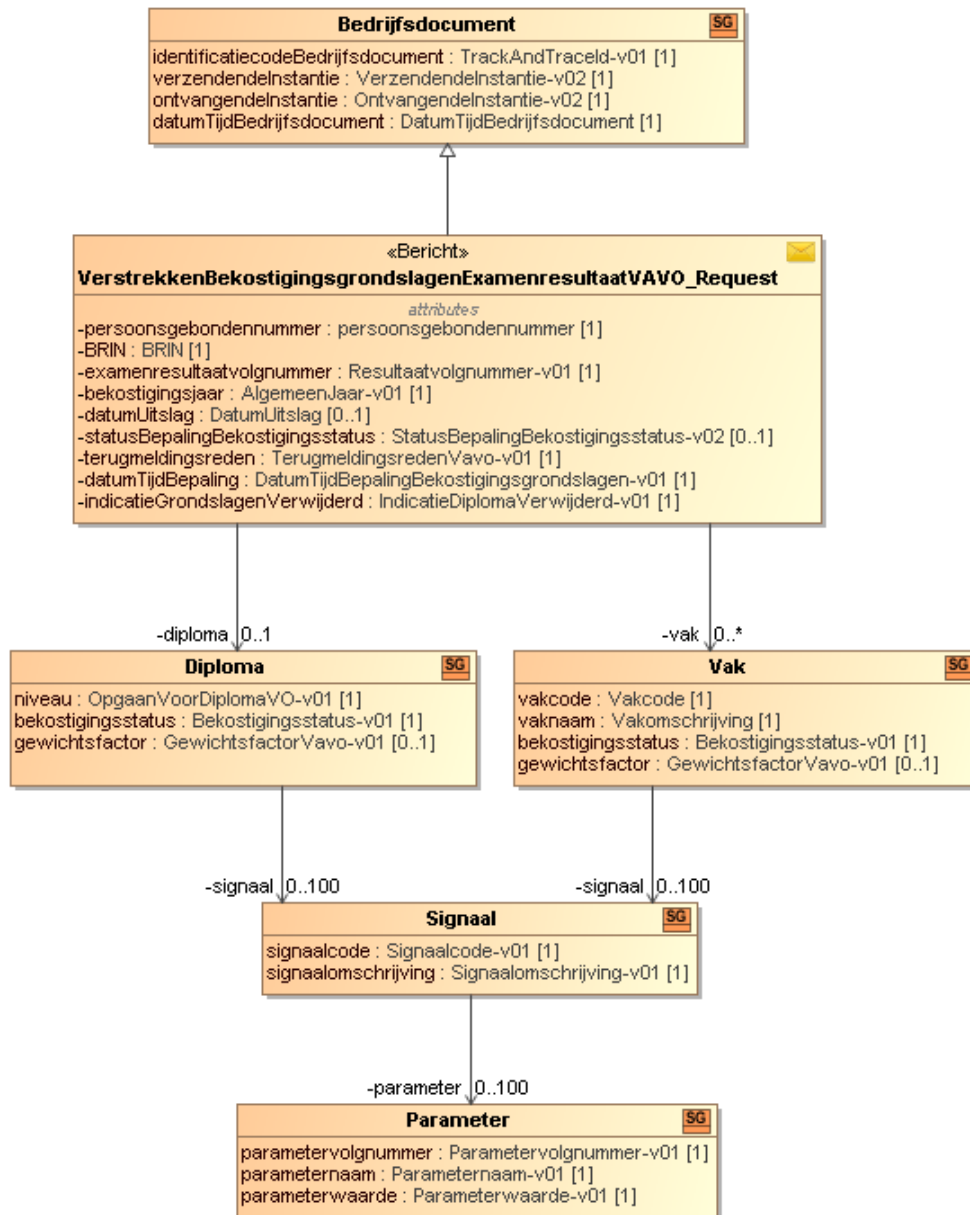 Bedrijfsdocument
SG
identificatiecodeBedrijfsdocument : TrackAndTraceId-v01 [1]
verzendendeInstantie : VerzendendeInstantie-v02 [1]
ontvangendeInstantie : OntvangendeInstantie-v02 [1]
datumTijdBedrijfsdocument : DatumTijdBedrijfsdocument [1]
«Bericht»
VerstrekkenBekostigingsgrondslagenExamenresultaatVAVO_Request
attributes
-persoonsgebondennummer : persoonsgebondennummer [1]
-BRIN : BRIN [1]
-examenresultaatvolgnummer : Resultaatvolgnummer-v01 [1]
-bekostigingsjaar : AlgemeenJaar-v01 [1]
-datumUitslag : DatumUitslag [0..1]
-statusBepalingBekostigingsstatus : StatusBepalingBekostigingsstatus-v02 [0..1]
-terugmeldingsreden : TerugmeldingsredenVavo-v01 [1]
-datumTijdBepaling : DatumTijdBepalingBekostigingsgrondslagen-v01 [1]
-indicatieGrondslagenVerwijderd : IndicatieDiplomaVerwijderd-v01 [1]
-diploma 0..1
-vak 0..*
Diploma
SG
niveau : OpgaanVoorDiplomaVO-v01 [1]
bekostigingsstatus : Bekostigingsstatus-v01 [1]
gewichtsfactor : GewichtsfactorVavo-v01 [0..1]
Vak
SG
vakcode : Vakcode [1]
vaknaam : Vakomschrijving [1]
bekostigingsstatus : Bekostigingsstatus-v01 [1]
gewichtsfactor : GewichtsfactorVavo-v01 [0..1]
-signaal 0..100
-signaal 0..100
Signaal
SG
signaalcode : Signaalcode-v01 [1]
signaalomschrijving : Signaalomschrijving-v01 [1]
-parameter 0..100
Parameter
SG
parametervolgnummer : Parametervolgnummer-v01 [1]
parameternaam : Parameternaam-v01 [1]
parameterwaarde : Parameterwaarde-v01 [1]